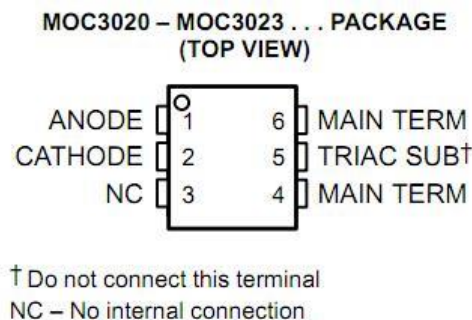 MOC3020 – MOC3023 . . . PACKAGE
(TOP VIEW)
ANODE 1 6 MAIN TERM
CATHODE 2 5 TRIAC SUB†
NC 3 4 MAIN TERM
† Do not connect this terminal
NC – No internal connection